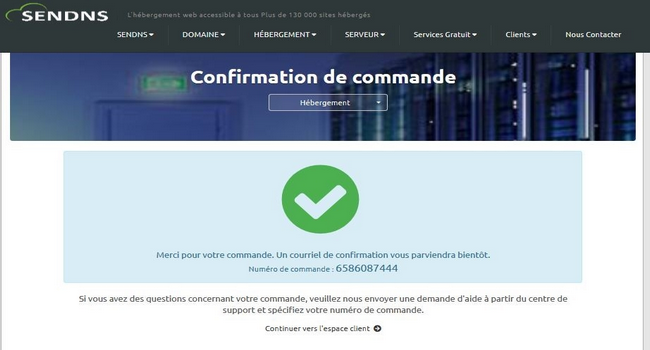 SENDNS
L'hébergement web accessible à tous Plus de 130 000 sites hébergés
SENDNS DOMAINE HÉBERGEMENT SERVEUR Services Gratuit Clients Nous Contacter
Confirmation de commande
Hébergement
Merci pour votre commande. Un courriel de confirmation vous parviendra bientôt.
Numéro de commande : 6586087444
Si vous avez des questions concernant votre commande, veuillez nous envoyer une demande d'aide à partir du centre de
support et spécifiez votre numéro de commande.
Continuer vers l'espace client